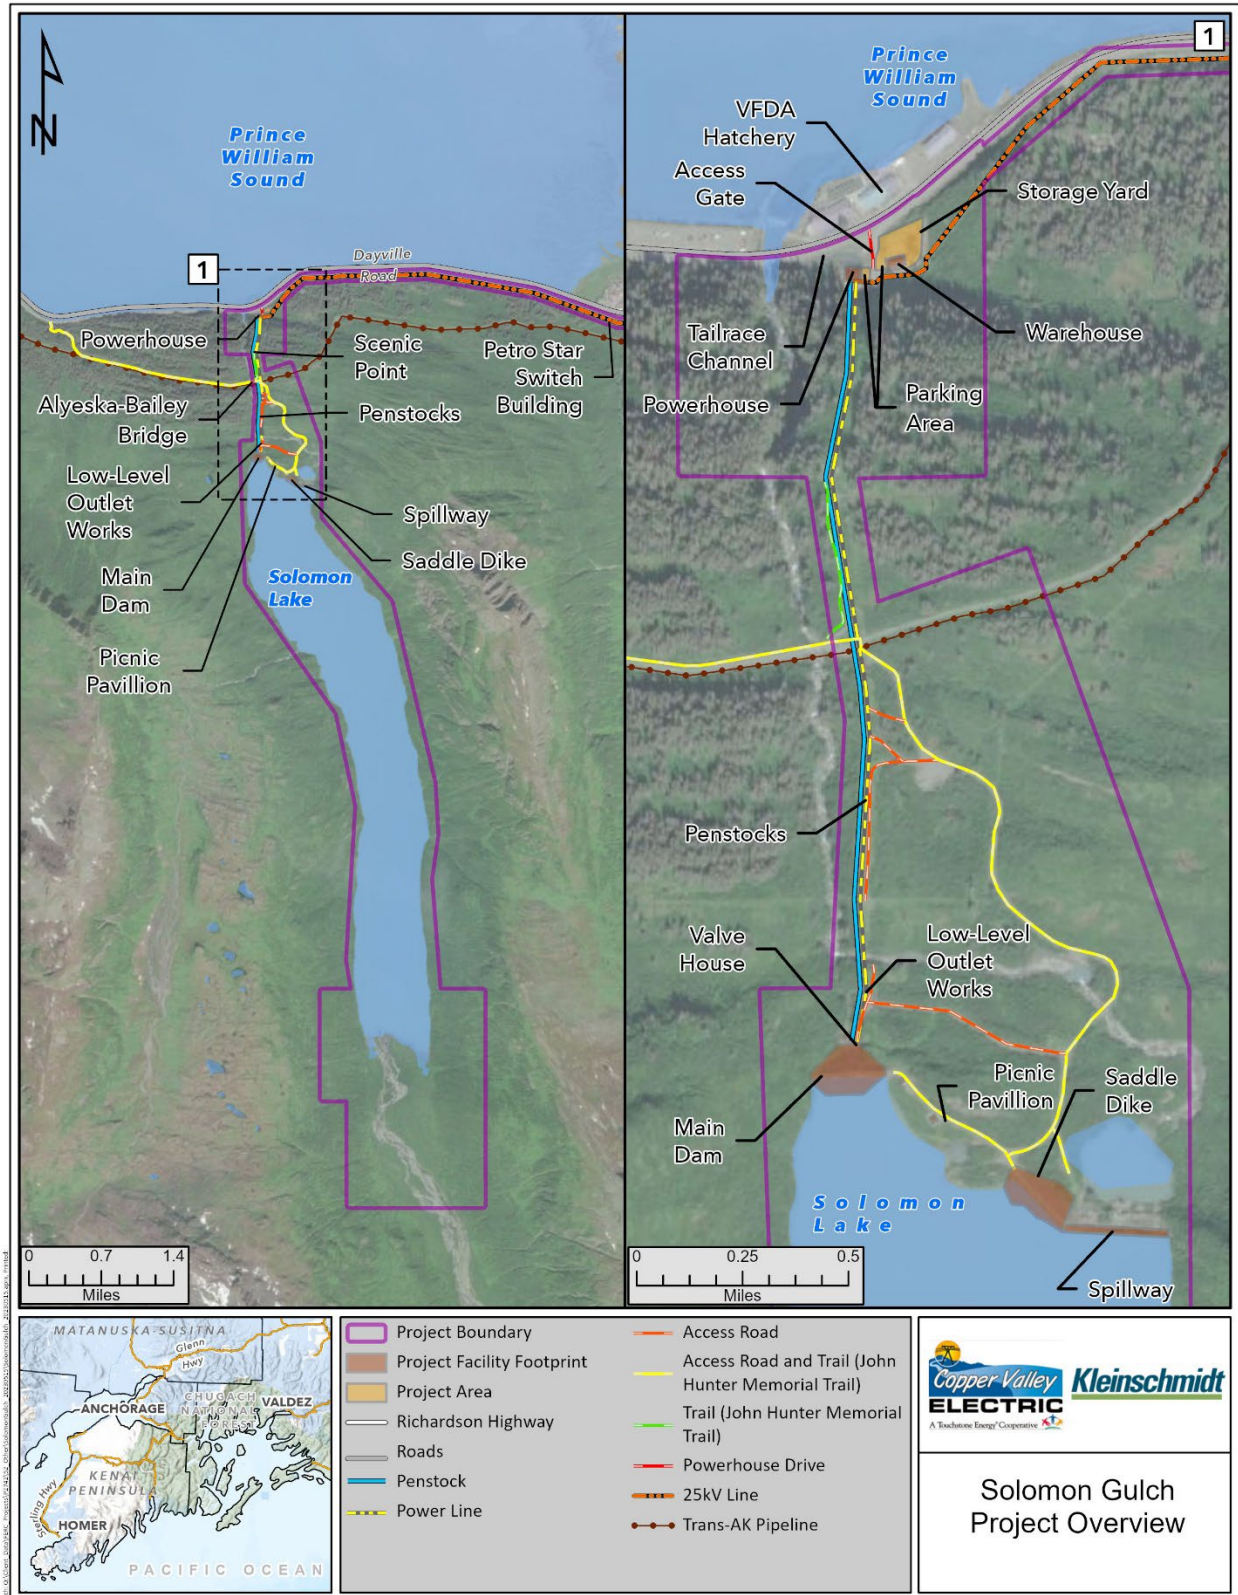 N
Prince
William
Sound
1
Dayville
Road
Powerhouse
Scenic
Point
Petro Star
Switch
Building
Alyeska-Bailey
Bridge
Penstocks
Low-Level
Outlet
Works
Spillway
Saddle Dike
Main
Dam
Solomon
Lake
Picnic
Pavillion
0 0.7 1.4
Miles
1
Prince
William
Sound
VFDA
Hatchery
Access
Gate
Storage Yard
Tailrace
Channel
Warehouse
Powerhouse
Parking
Area
Penstocks
Valve
House
Low-Level
Outlet
Works
Picnic
Pavillion
Saddle
Dike
Main
Dam
Solomon
Lake
Spillway
0 0.25 0.5
Miles
MATANUSKA-SUSITNA
Glenn
Hwy
CHUGACH
NATIONAL
FOREST
VALDEZ
ANCHORAGE
KENAI
PENINSULA
Sterling Hwy
HOMER
PACIFIC OCEAN
Project Boundary
Project Facility Footprint
Project Area
Richardson Highway
Roads
Penstock
Power Line
Access Road
Access Road and Trail (John
Hunter Memorial Trail)
Trail (John Hunter Memorial
Trail)
Powerhouse Drive
25kV Line
Trans-AK Pipeline
Copper Valley
ELECTRIC
A Touchstone Energy® Cooperative
Kleinschmidt
Solomon Gulch
Project Overview